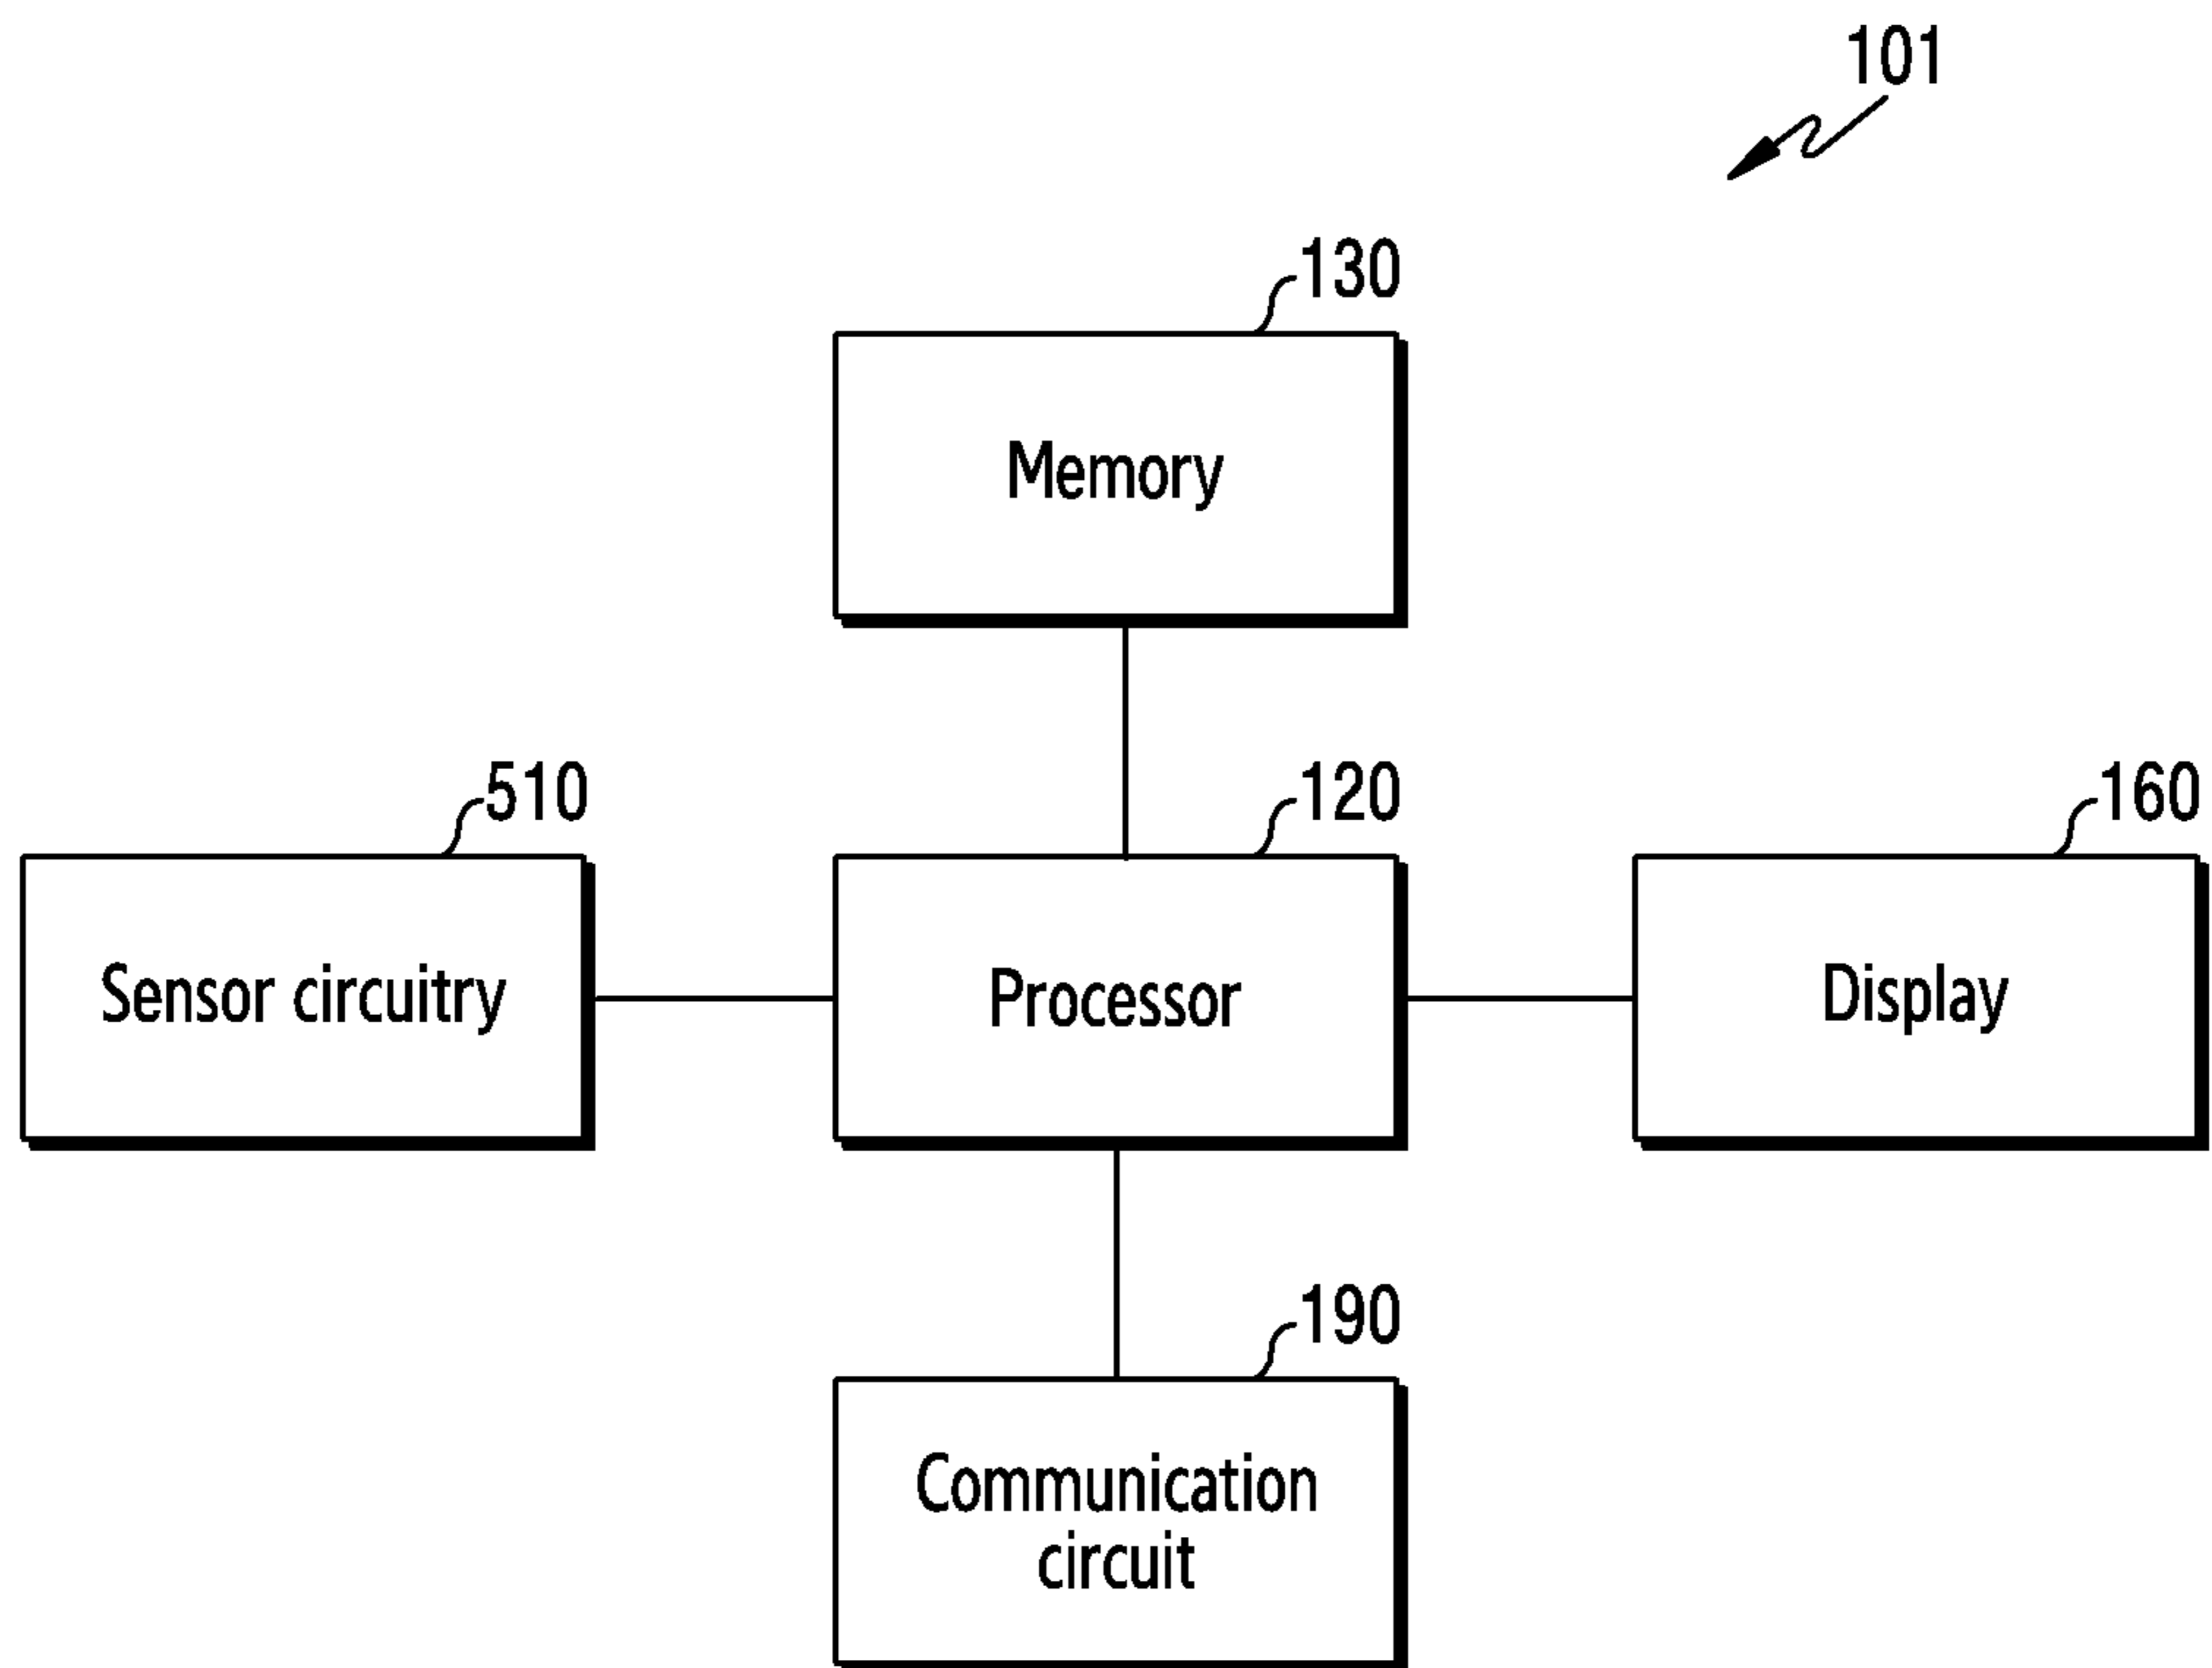 101
130
Memory
510
120
160
Sensor circuitry
Processor
Display
190
Communication
circuit